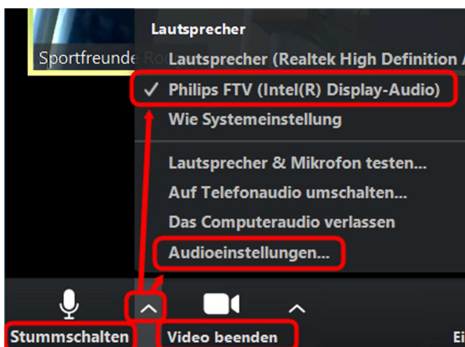 Lautsprecher
Sportfreunde
Lautsprecher (Realtek High Definition
✓ Philips FTV (Intel(R) Display-Audio)
Wie Systemeinstellung
Lautsprecher & Mikrofon testen...
Auf Telefonaudio umschalten...
Das Computeraudio verlassen
Audioeinstellungen...
Stummschalten
Video beenden